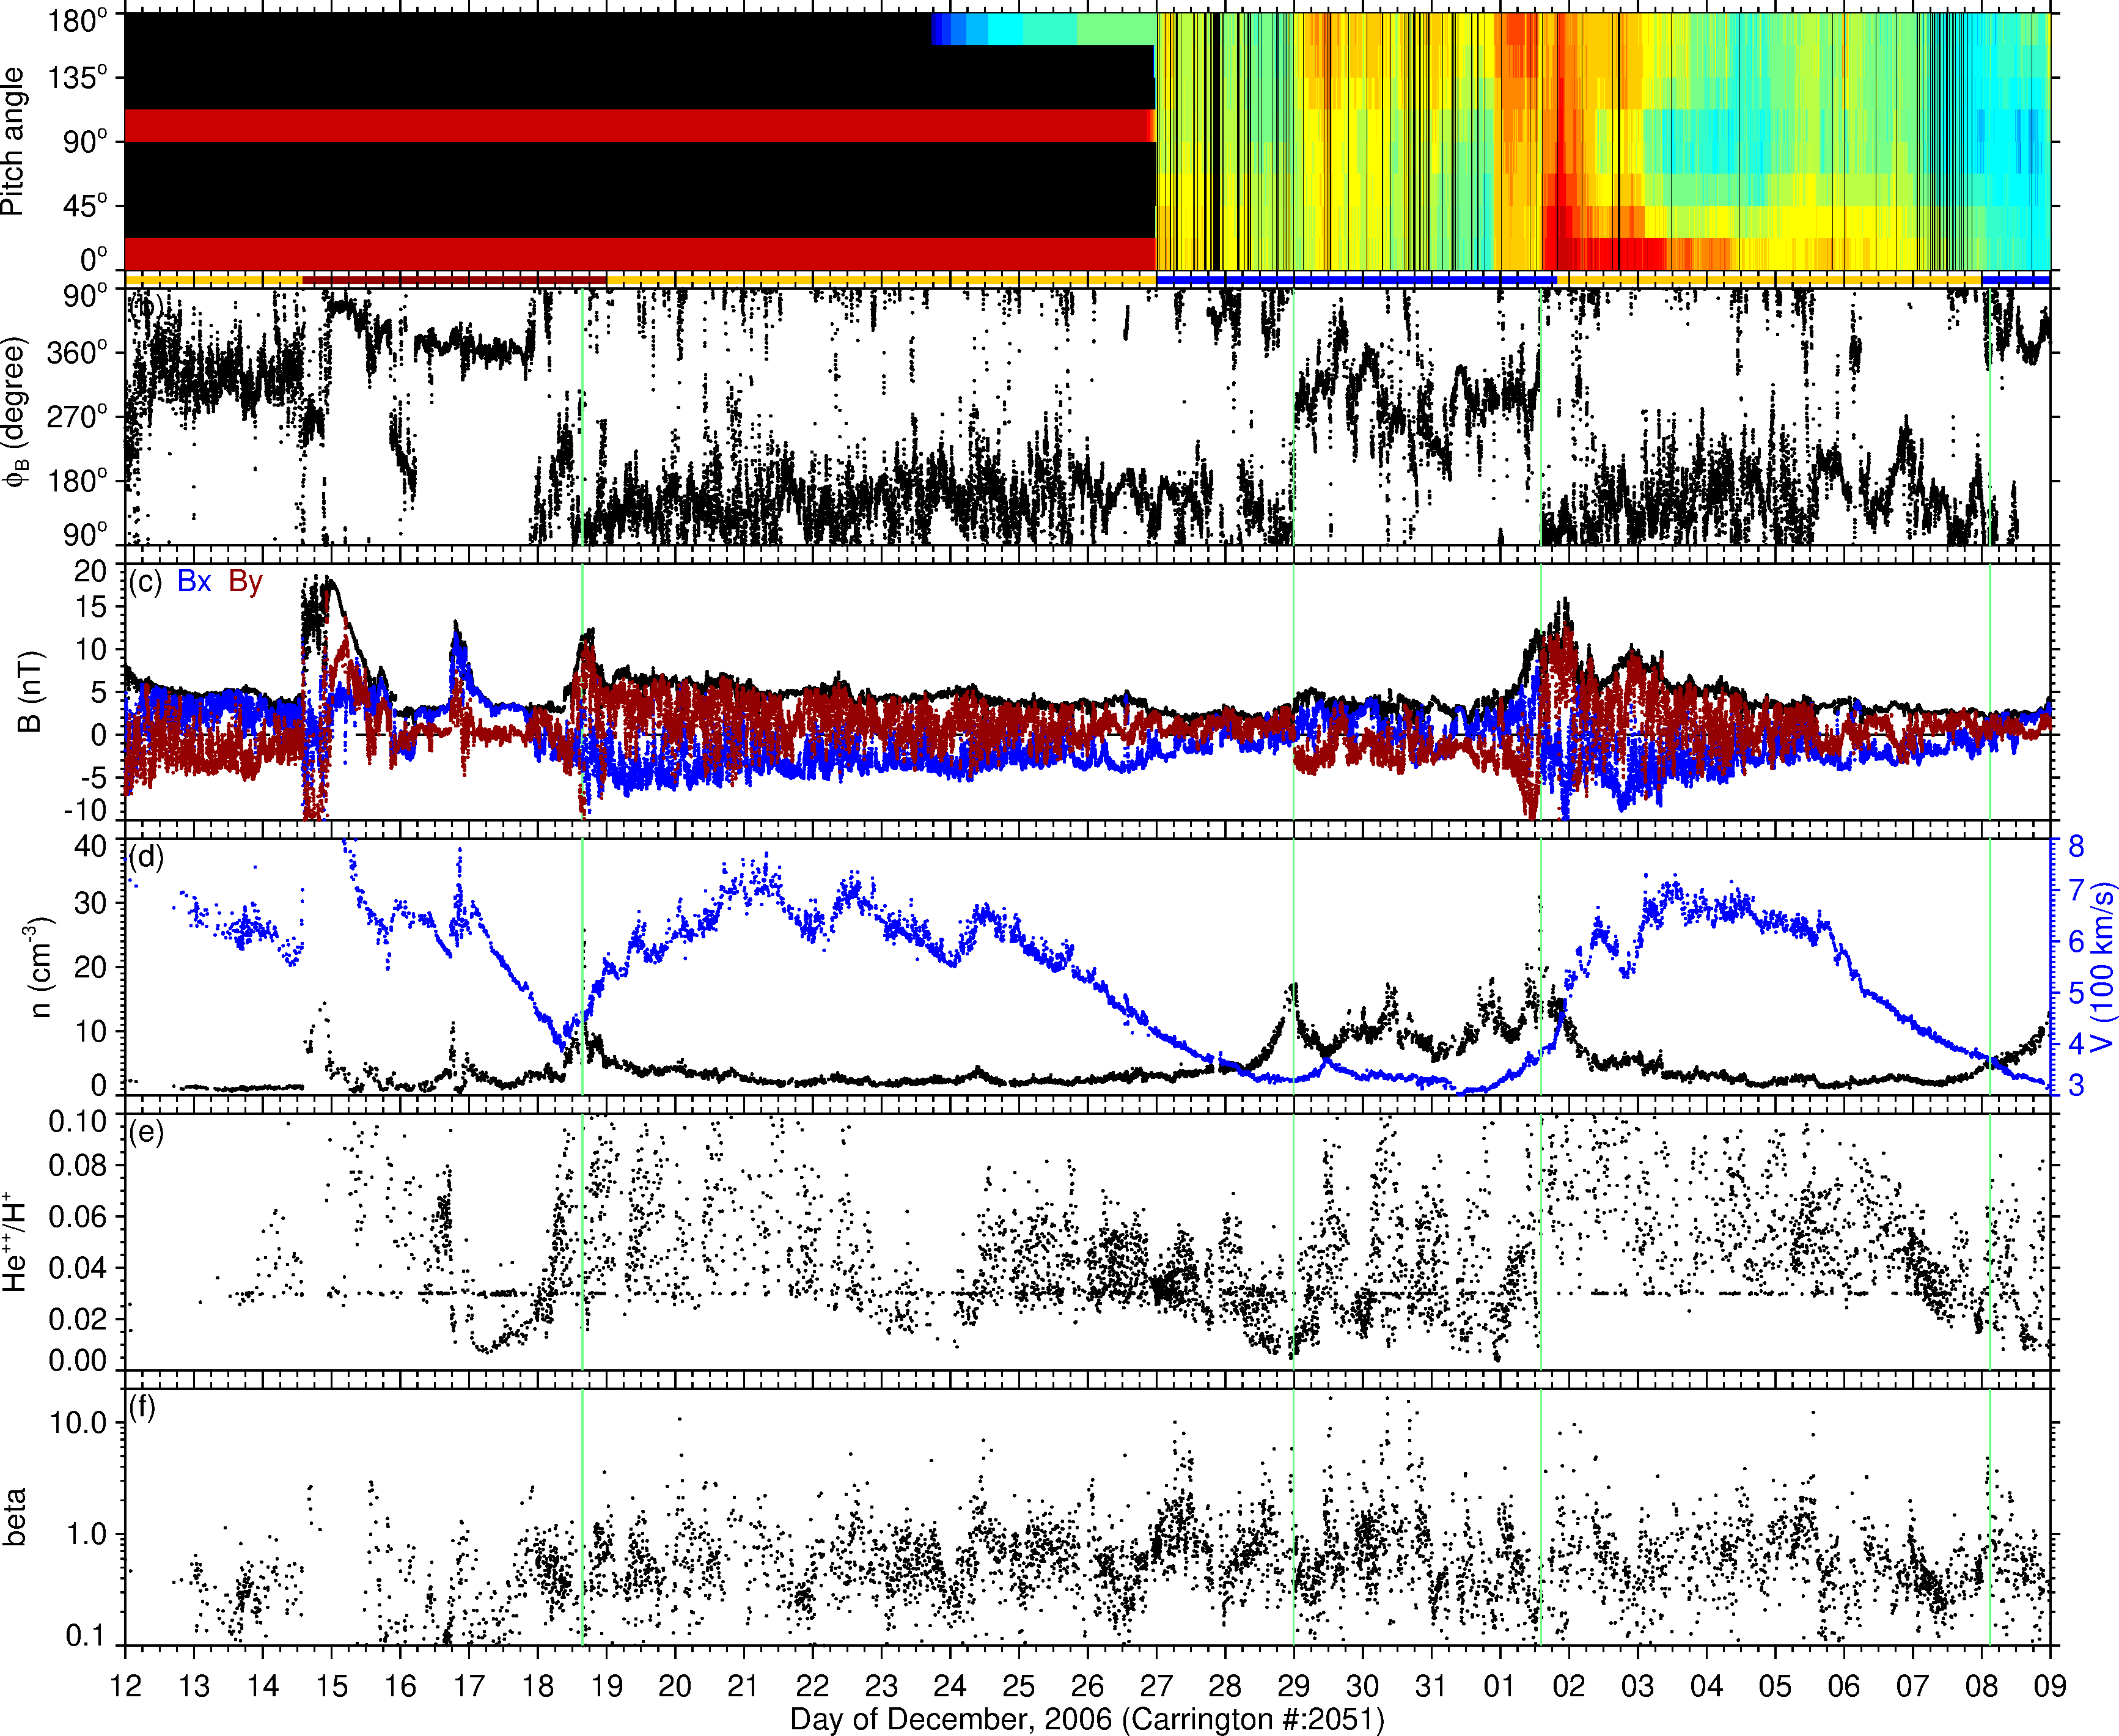 180°
135°
90°
45°
0°
Pitch angle
90°
360°
270°
180°
90°
ϕB (degree)
(c) Bx By
20
15
10
5
0
-5
-10
B (nT)
(d)
40
30
20
10
0
n (cm-3)
8
7
6
5
4
3
V (100 km/s)
(e)
0.10
0.08
0.06
0.04
0.02
0.00
He++/H+
(f)
10.0
1.0
0.1
beta
12 13 14 15 16 17 18 19 20 21 22 23 24 25 26 27 28 29 30 31 01 02 03 04 05 06 07 08 09
Day of December, 2006 (Carrington #:2051)